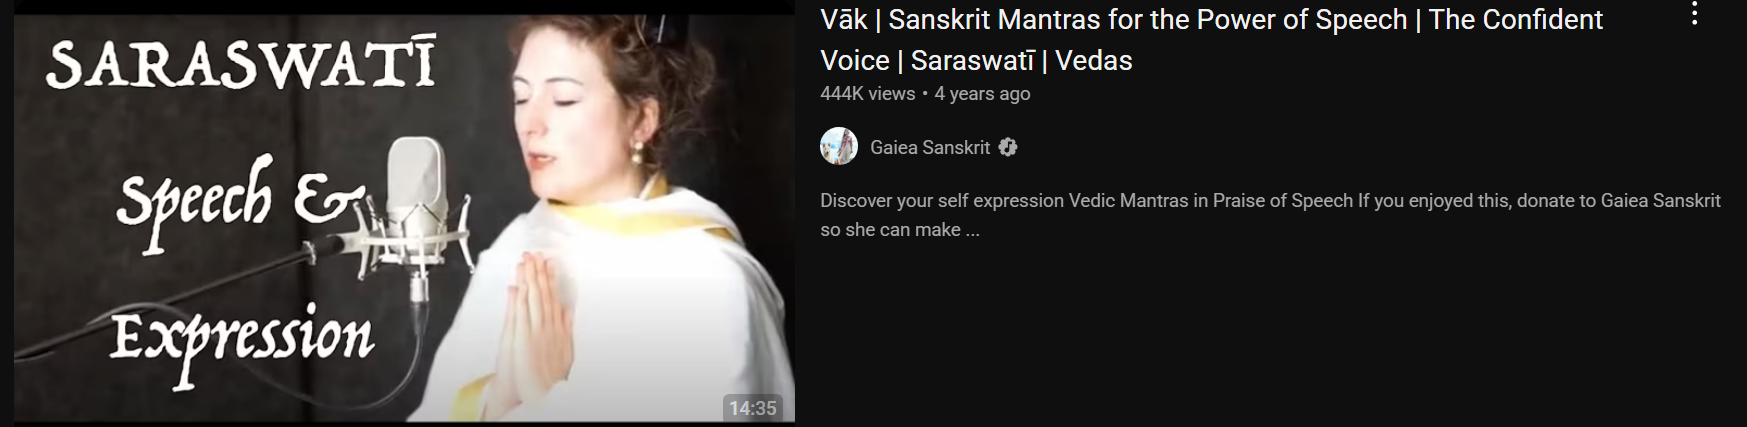 SARASWATĪ
Speech &
Expression
14:35
Vāk | Sanskrit Mantras for the Power of Speech | The Confident
Voice | Saraswatī | Vedas
444K views • 4 years ago
Gaiea Sanskrit
Discover your self expression Vedic Mantras in Praise of Speech If you enjoyed this, donate to Gaiea Sanskrit
so she can make ...